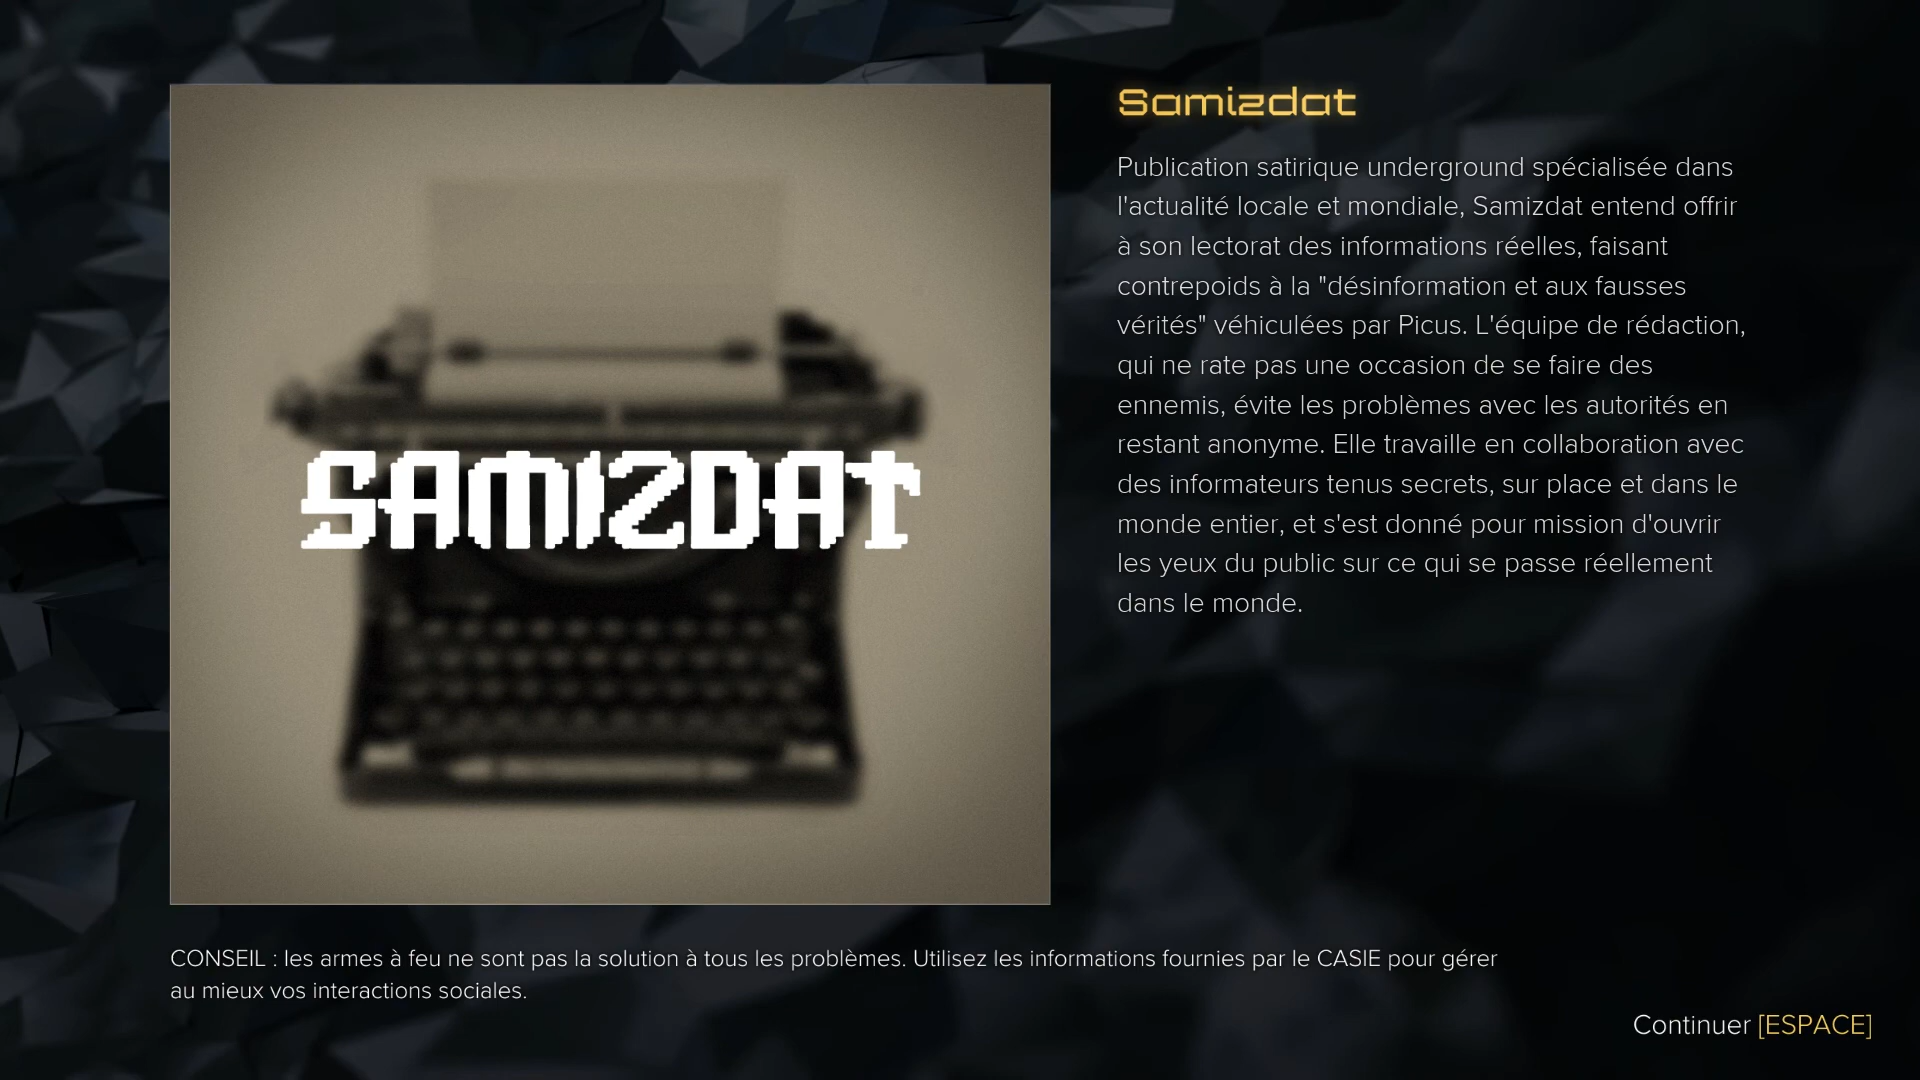 SAMIZDAT
Samizdat
Publication satirique underground spécialisée dans
l'actualité locale et mondiale, Samizdat entend offrir
à son lectorat des informations réelles, faisant
contrepoids à la "désinformation et aux fausses
vérités" véhiculées par Picus. L'équipe de rédaction,
qui ne rate pas une occasion de se faire des
ennemis, évite les problèmes avec les autorités en
restant anonyme. Elle travaille en collaboration avec
des informateurs tenus secrets, sur place et dans le
monde entier, et s'est donné pour mission d'ouvrir
les yeux du public sur ce qui se passe réellement
dans le monde.
CONSEIL : les armes à feu ne sont pas la solution à tous les problèmes. Utilisez les informations fournies par le CASIE pour gérer
au mieux vos interactions sociales.
Continuer [ESPACE]